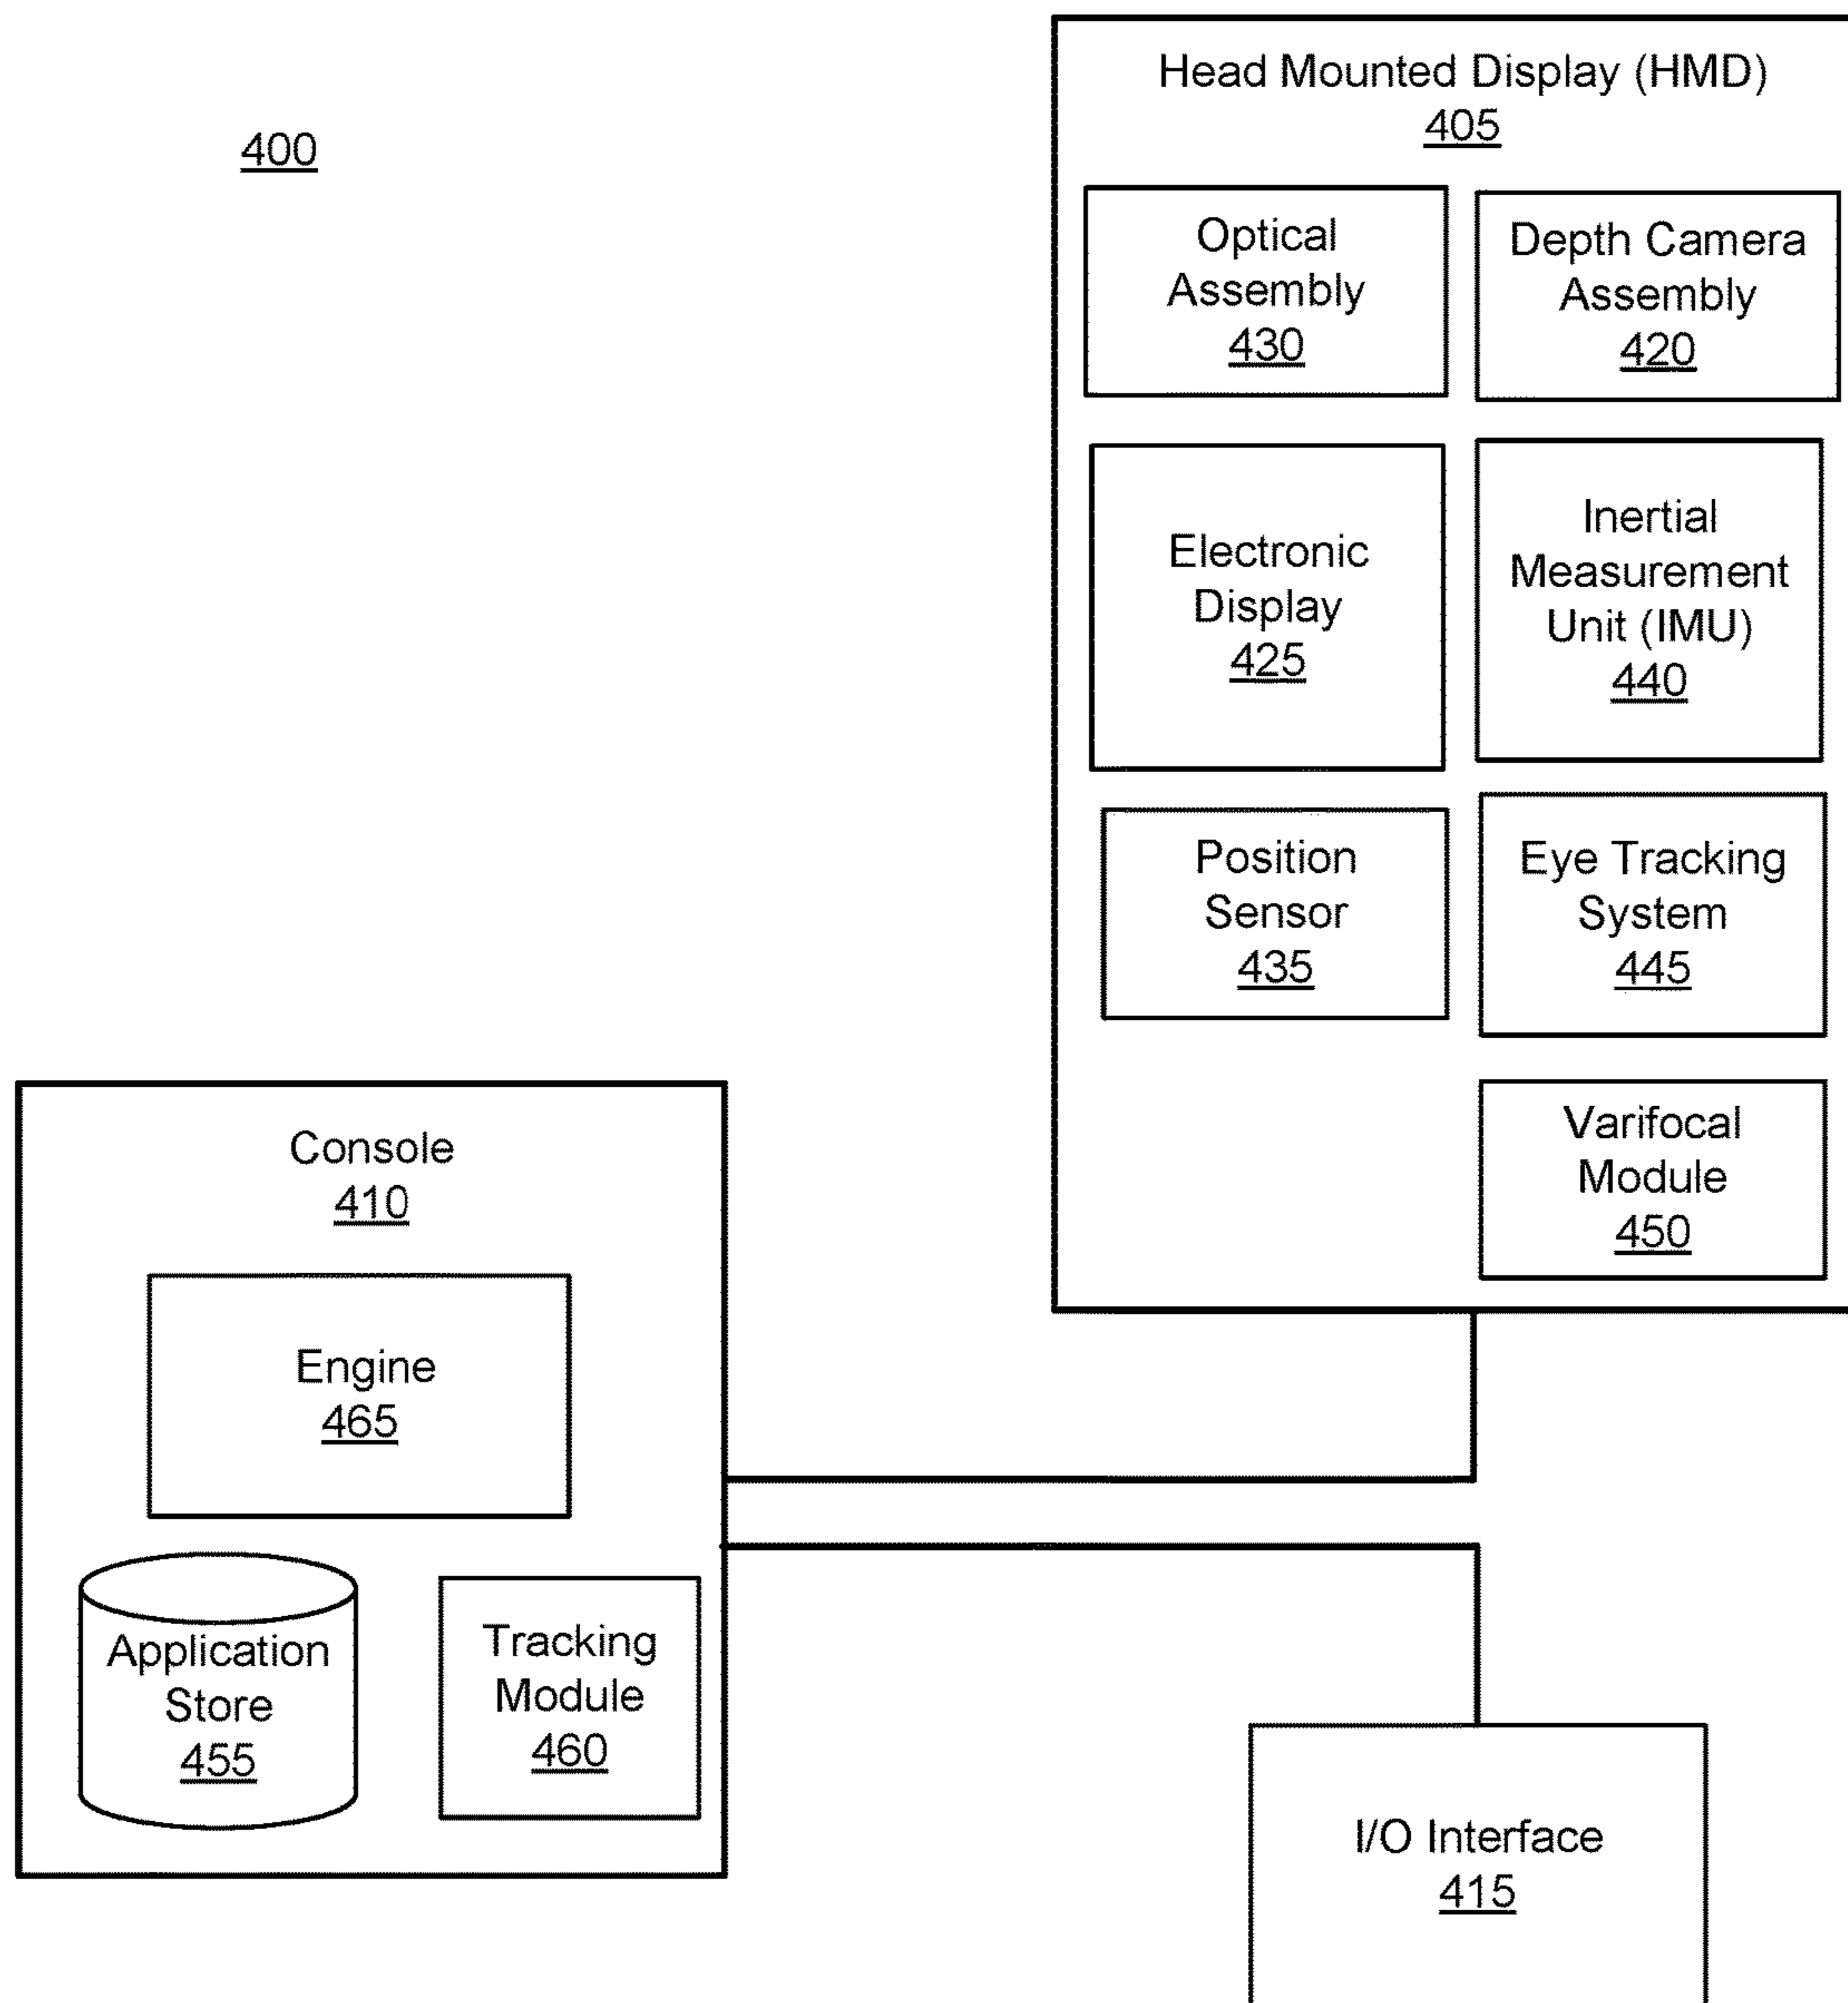 400
Head Mounted Display (HMD)
405
Optical
Assembly
430
Depth Camera
Assembly
420
Electronic
Display
425
Inertial
Measurement
Unit (IMU)
440
Position
Sensor
435
Eye Tracking
System
445
Varifocal
Module
450
Console
410
Engine
465
Application
Store
455
Tracking
Module
460
I/O Interface
415